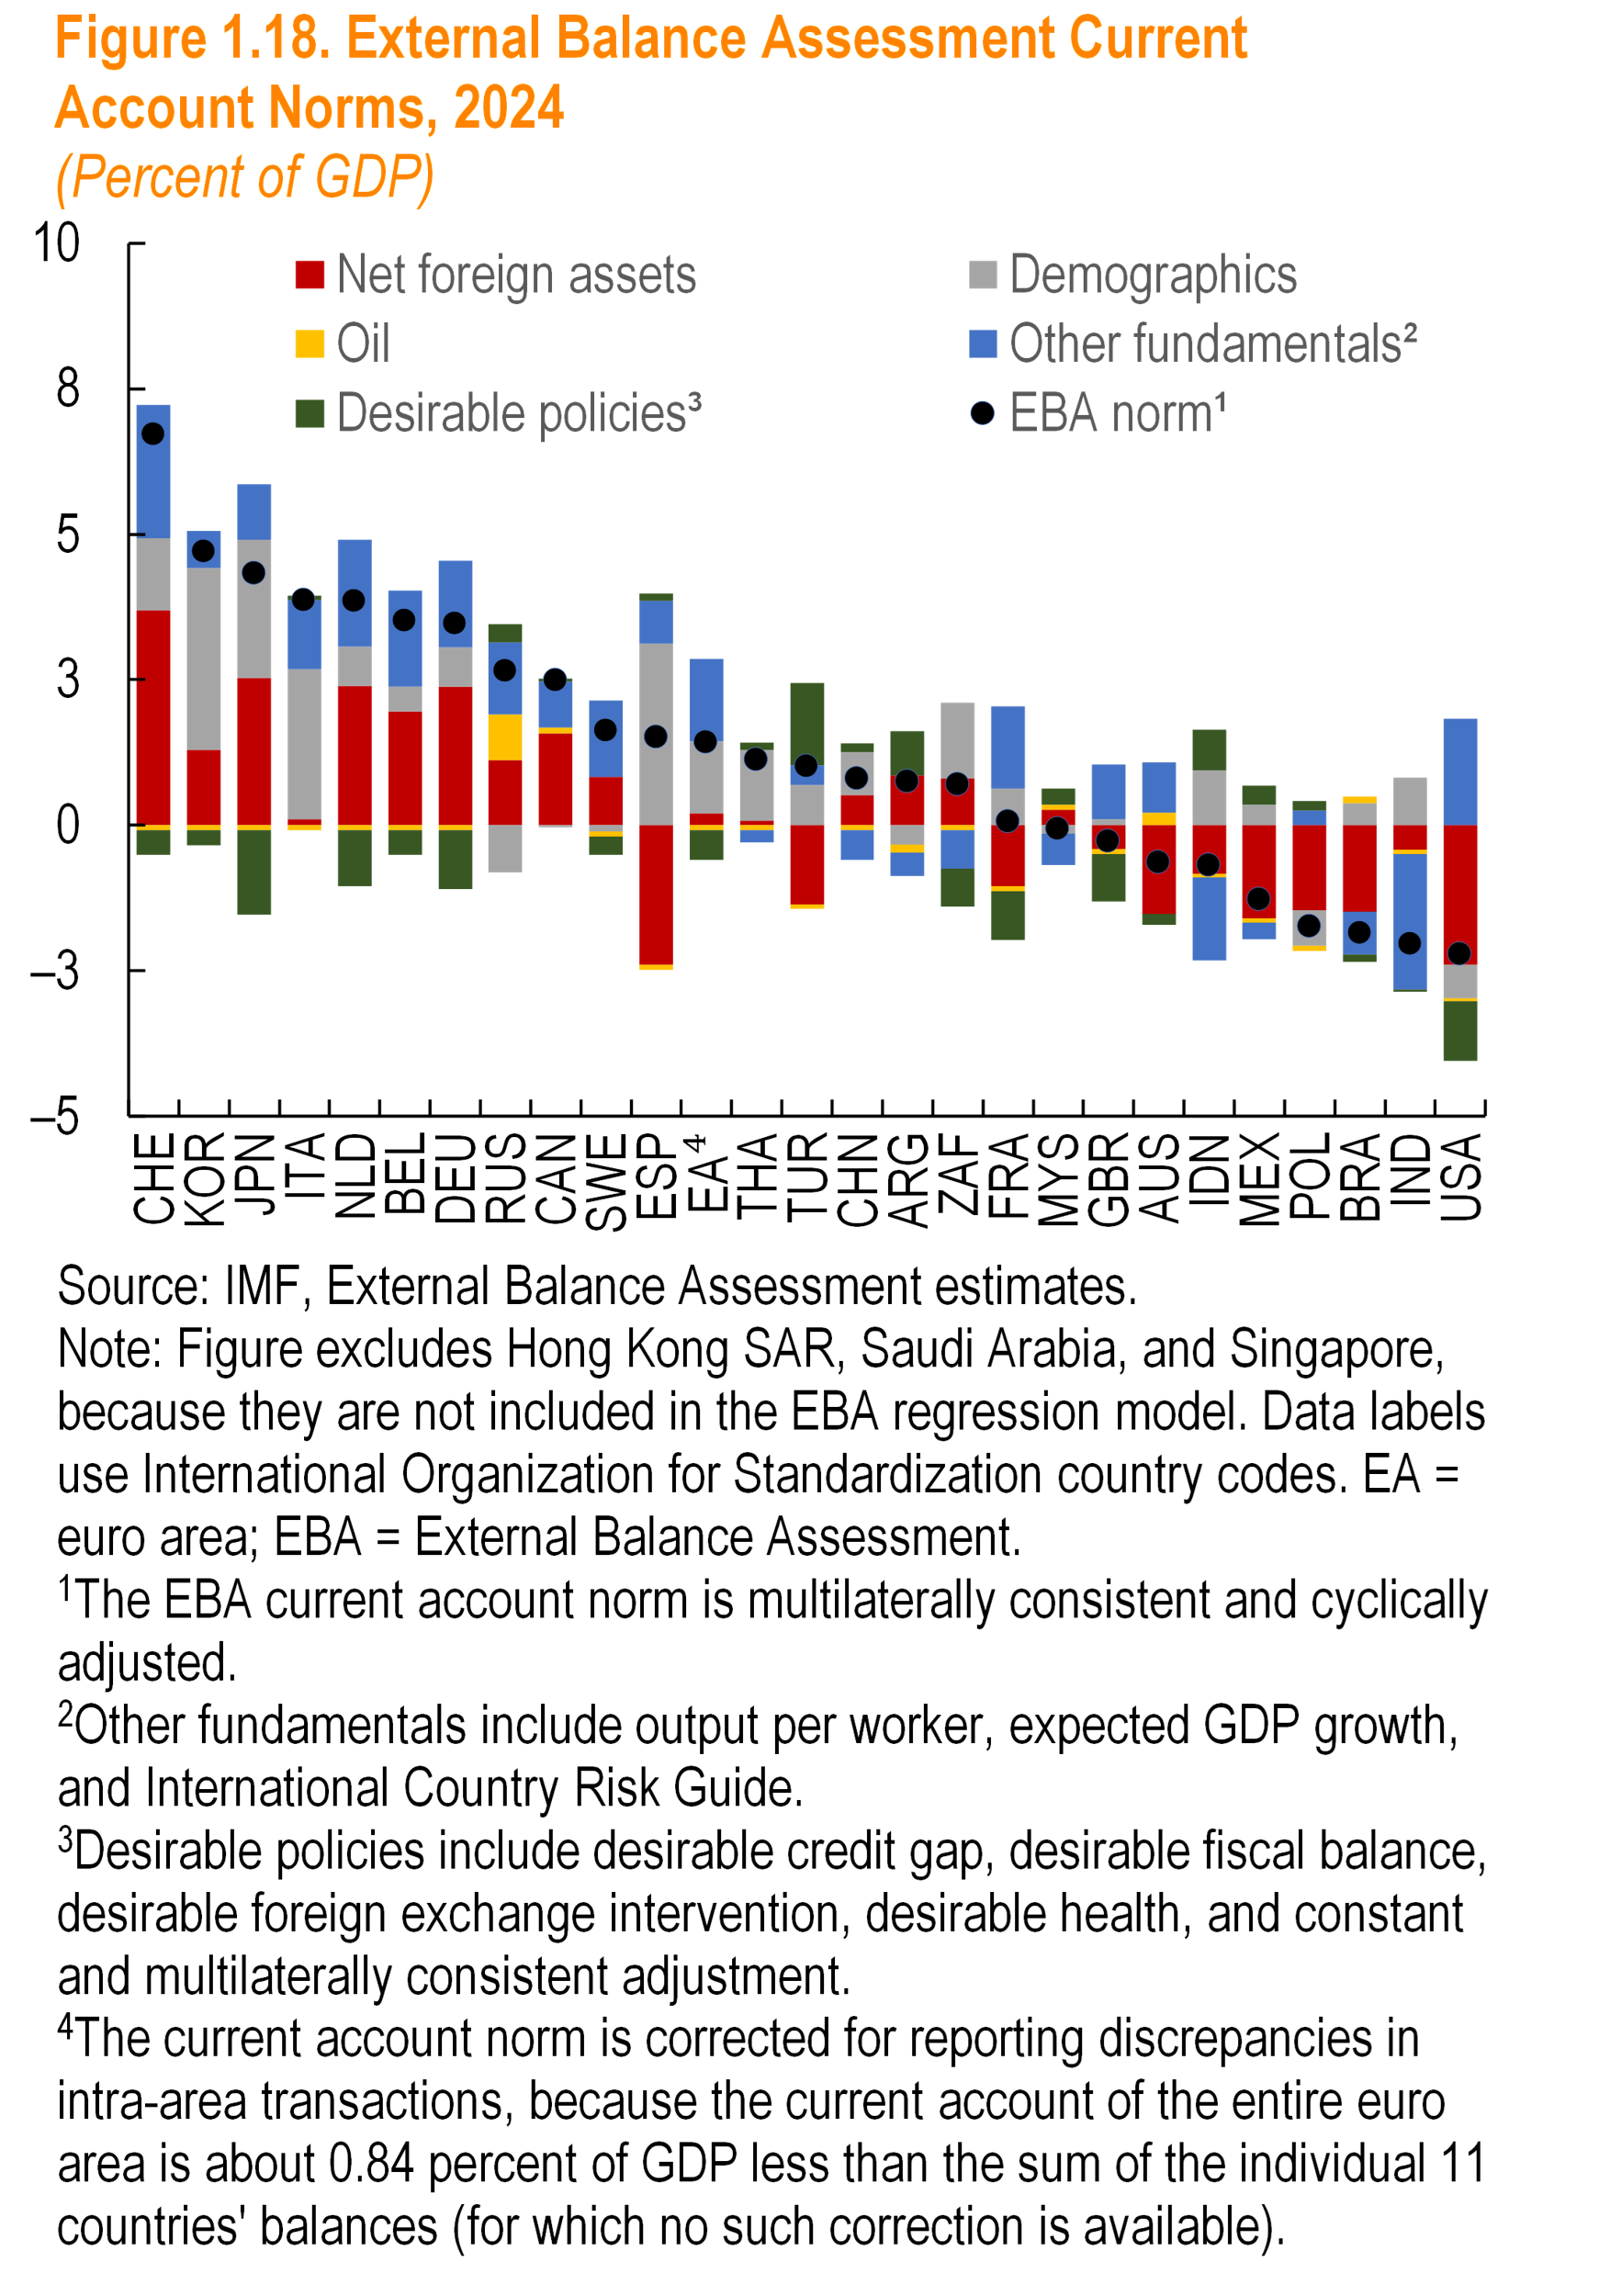 Figure 1.18. External Balance Assessment Current
Account Norms, 2024
(Percent of GDP)
10
8
5
3
0
–3
–5
Net foreign assets
Demographics
Oil
Other fundamentals²
Desirable policies³
EBA norm¹
CHE
KOR
JPN
ITA
NLD
BEL
DEU
RUS
CAN
SWE
ESP
EA⁴
THA
TUR
CHN
ARG
ZAF
FRA
MYS
GBR
AUS
IDN
MEX
POL
BRA
IND
USA
Source: IMF, External Balance Assessment estimates.
Note: Figure excludes Hong Kong SAR, Saudi Arabia, and Singapore,
because they are not included in the EBA regression model. Data labels
use International Organization for Standardization country codes. EA =
euro area; EBA = External Balance Assessment.
¹The EBA current account norm is multilaterally consistent and cyclically
adjusted.
²Other fundamentals include output per worker, expected GDP growth,
and International Country Risk Guide.
³Desirable policies include desirable credit gap, desirable fiscal balance,
desirable foreign exchange intervention, desirable health, and constant
and multilaterally consistent adjustment.
⁴The current account norm is corrected for reporting discrepancies in
intra-area transactions, because the current account of the entire euro
area is about 0.84 percent of GDP less than the sum of the individual 11
countries' balances (for which no such correction is available).